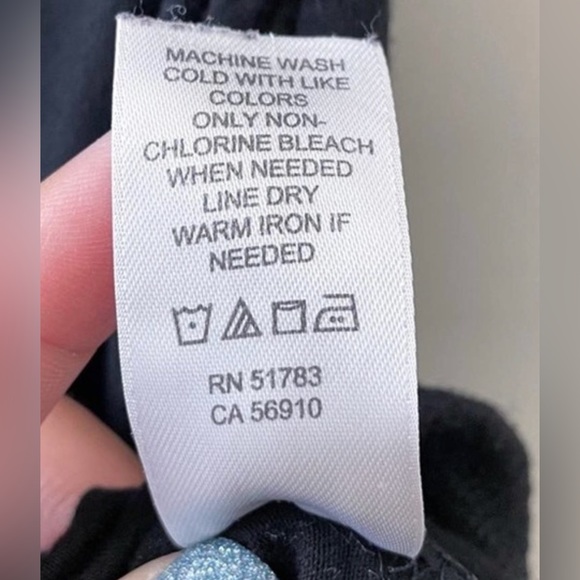 MACHINE WASH
COLD WITH LIKE
COLORS
ONLY NON-
CHLORINE BLEACH
WHEN NEEDED
LINE DRY
WARM IRON IF
NEEDED
RN 51783
CA 56910